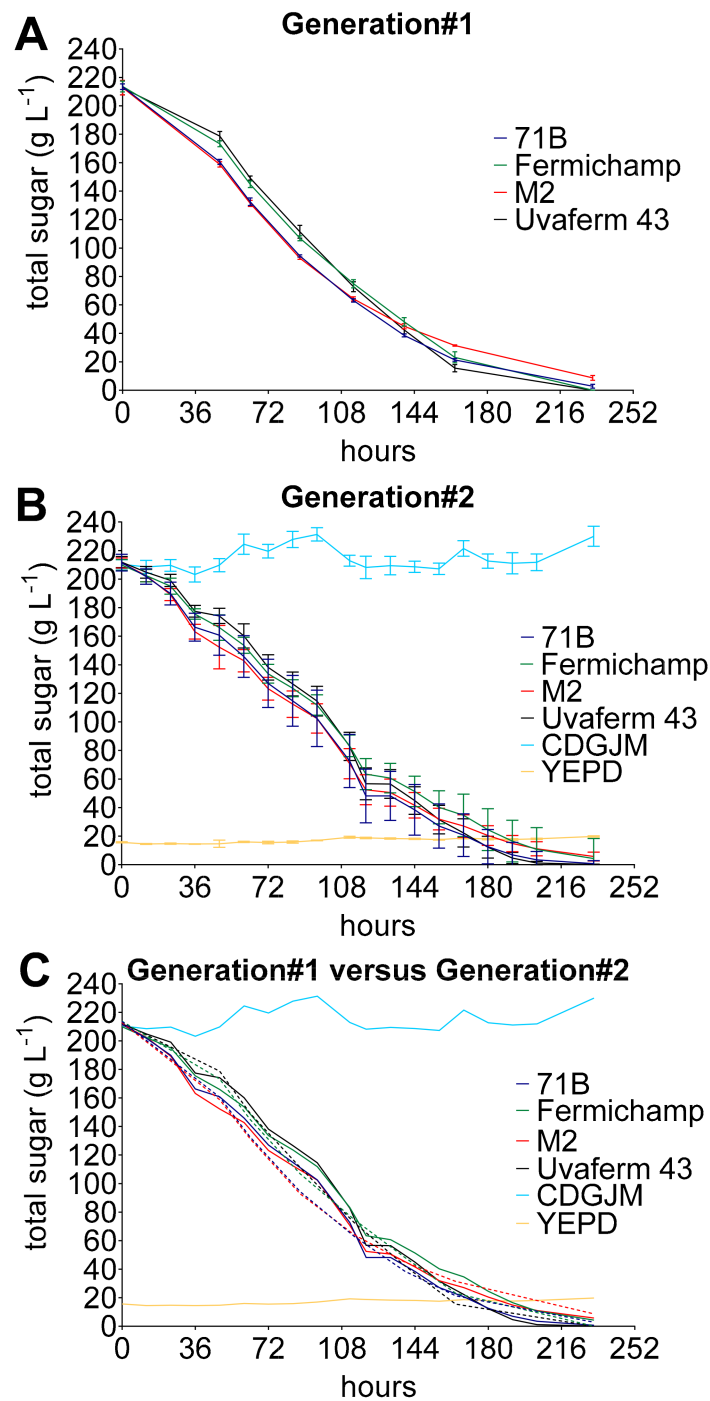 A
Generation#1
240
220
200
180
160
140
120
100
80
60
40
20
0
total sugar (g L⁻¹)
71B
Fermichamp
M2
Uvaferm 43
0 36 72 108 144 180 216 252
hours
B
Generation#2
240
220
200
180
160
140
120
100
80
60
40
20
0
total sugar (g L⁻¹)
71B
Fermichamp
M2
Uvaferm 43
CDGJM
YEPD
0 36 72 108 144 180 216 252
hours
C
Generation#1 versus Generation#2
240
220
200
180
160
140
120
100
80
60
40
20
0
total sugar (g L⁻¹)
71B
Fermichamp
M2
Uvaferm 43
CDGJM
YEPD
0 36 72 108 144 180 216 252
hours